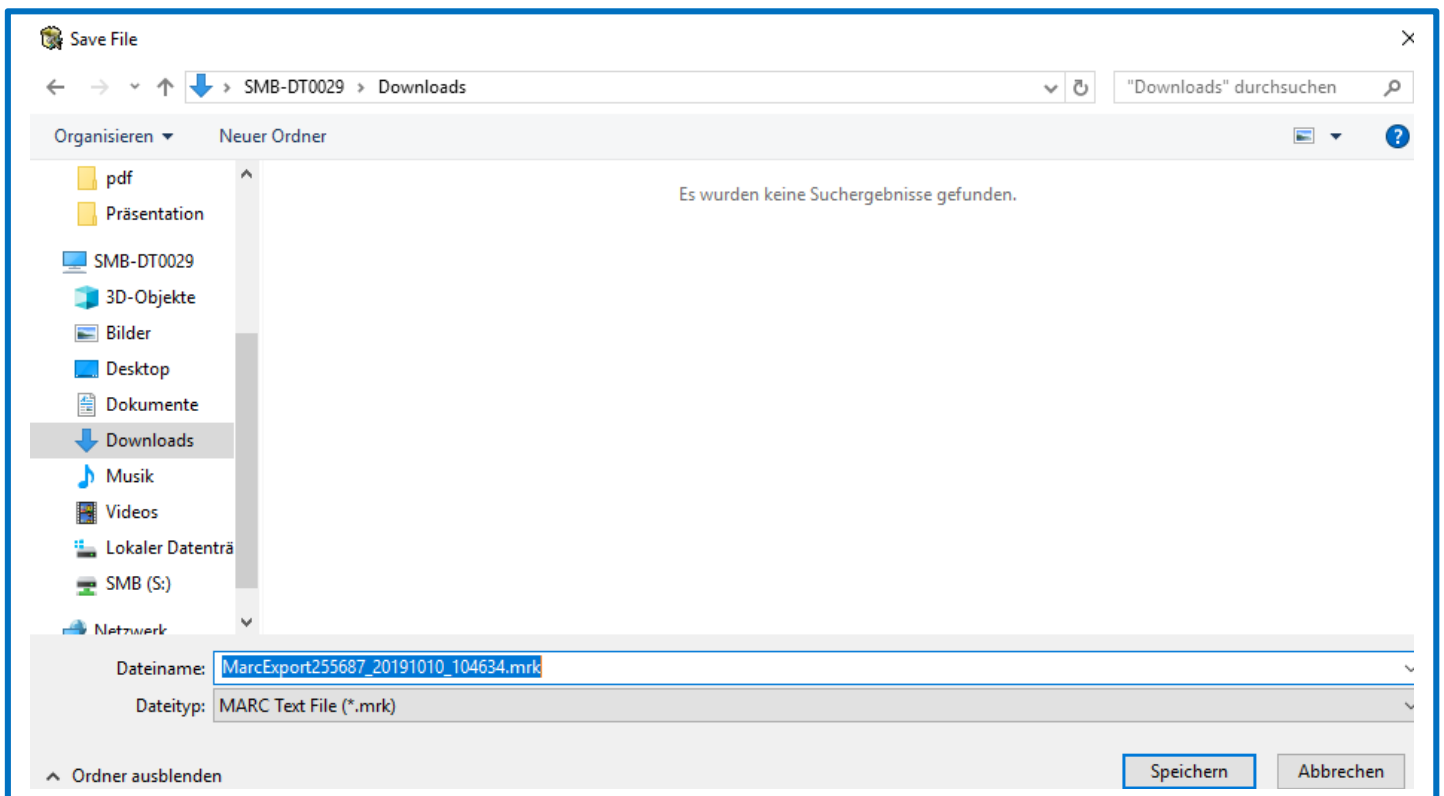 Save File
SMB-DT0029 > Downloads
"Downloads" durchsuchen
Organisieren Neuer Ordner
pdf
Präsentation
SMB-DT0029
3D-Objekte
Bilder
Desktop
Dokumente
Downloads
Musik
Videos
Lokaler Datenträ
SMB (S:)
Netzwerk
Es wurden keine Suchergebnisse gefunden.
Dateiname: MarcExport255687_20191010_104634.mrk
Dateityp: MARC Text File (*.mrk)
Ordner ausblenden
Speichern Abbrechen